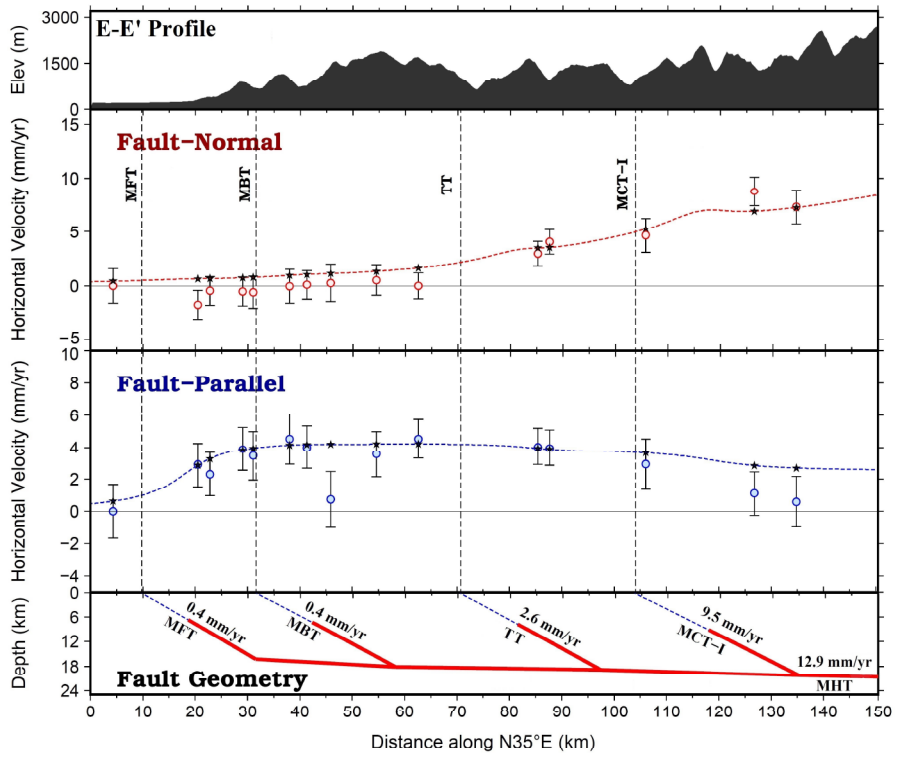 E-E' Profile
Elev (m)
3000
1500
0
Fault-Normal
Horizontal Velocity (mm/yr)
15
10
5
0
−5
MFT
MBT
TT
MCT-I
Fault-Parallel
Horizontal Velocity (mm/yr)
10
8
6
4
2
0
−2
−4
0
Depth (km)
6
12
18
24
0.4 mm/yr
MFT
0.4 mm/yr
MBT
2.6 mm/yr
TT
9.5 mm/yr
MCT-I
12.9 mm/yr
MHT
Fault Geometry
0 10 20 30 40 50 60 70 80 90 100 110 120 130 140 150
Distance along N35°E (km)